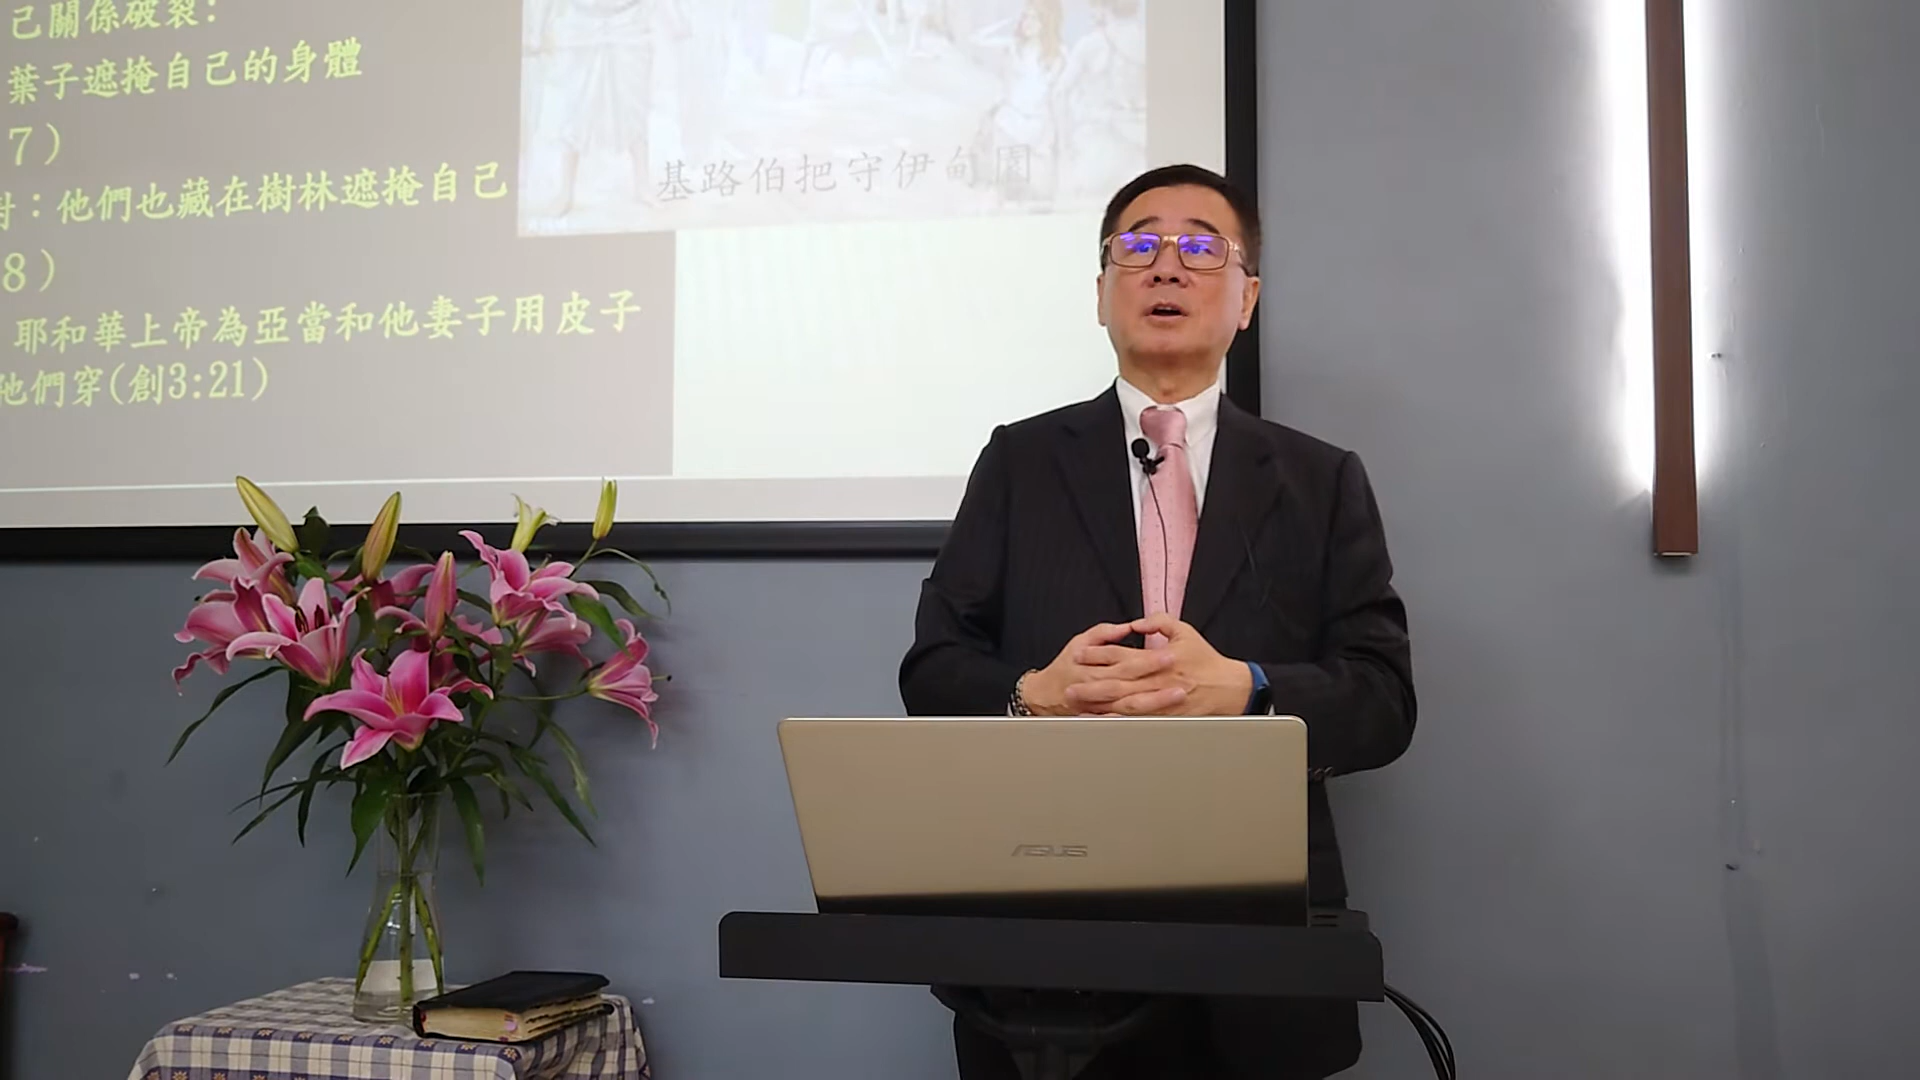 己關係破裂:
葉子遮掩自己的身體
7）
：他們也藏在樹林遮掩自己
8）
耶和華上帝為亞當和他妻子用皮子
他們穿(創3:21)
基路伯把守伊甸園
ASUS